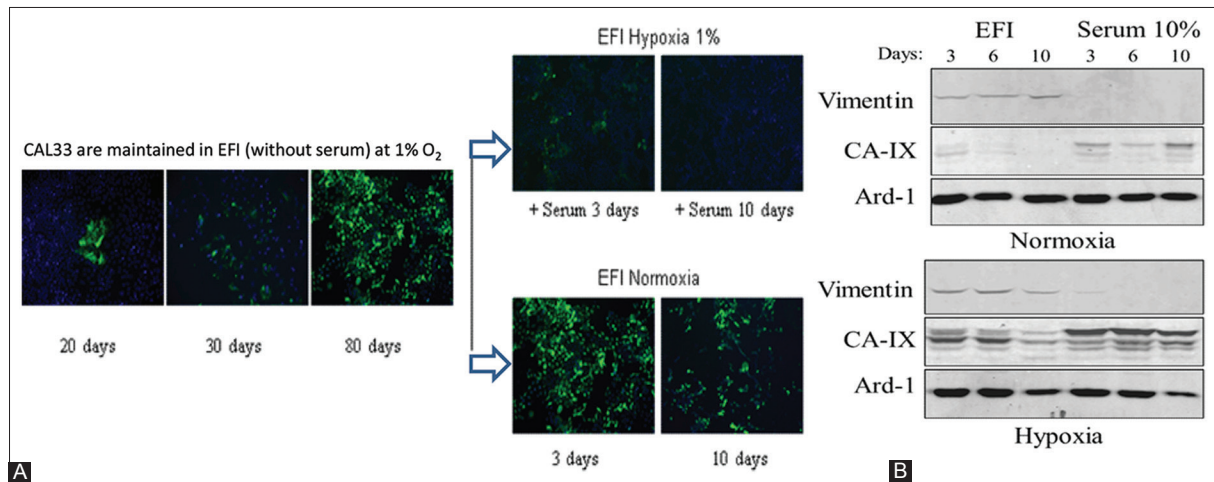 CAL33 are maintained in EFI (without serum) at 1% O₂
20 days
30 days
80 days
EFI Hypoxia 1%
+ Serum 3 days
+ Serum 10 days
EFI Normoxia
3 days
10 days
A
EFI
Serum 10%
Days: 3 6 10 3 6 10
Vimentin
CA-IX
Ard-1
Normoxia
Vimentin
CA-IX
Ard-1
Hypoxia
B